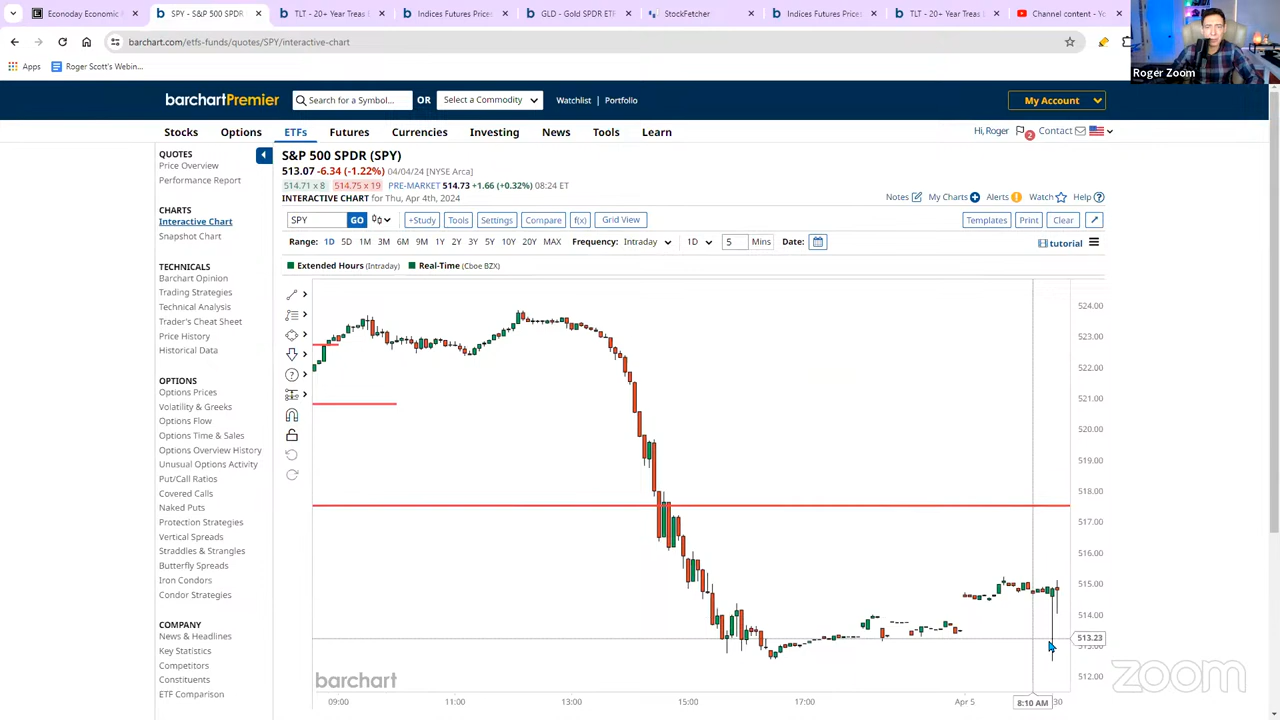 Econoday Economic E
SPY - S&P 500 SPDR
TLT - 20+ Year Treas
Indices Futures Prices
GLD - Gold SPDR ETF
StockFetcher
Indices Futures Prices
TLT - 20+ Year Treas
Channel content - Yo
barchart.com/etfs-funds/quotes/SPY/interactive-chart
Apps
Roger Scott's Webin...
Roger Zoom
barchartPremier
Search for a Symbol...
OR
Select a Commodity
Watchlist | Portfolio
My Account
Stocks
Options
ETFs
Futures
Currencies
Investing
News
Tools
Learn
Hi, Roger
2
Contact
QUOTES
Price Overview
Performance Report
CHARTS
Interactive Chart
Snapshot Chart
TECHNICALS
Barchart Opinion
Trading Strategies
Technical Analysis
Trader's Cheat Sheet
Price History
Historical Data
OPTIONS
Options Prices
Volatility & Greeks
Options Flow
Options Time & Sales
Options Overview History
Unusual Options Activity
Put/Call Ratios
Covered Calls
Naked Puts
Protection Strategies
Vertical Spreads
Straddles & Strangles
Butterfly Spreads
Iron Condors
Condor Strategies
COMPANY
News & Headlines
Key Statistics
Competitors
Constituents
ETF Comparison
S&P 500 SPDR (SPY)
513.07 -6.34 (-1.22%) 04/04/24 [NYSE Arca]
514.71 x 8 514.75 x 19 PRE-MARKET 514.73 +1.66 (+0.32%) 08:24 ET
INTERACTIVE CHART for Thu, Apr 4th, 2024
Notes
My Charts
Alerts
Watch
Help
SPY GO +Study Tools Settings Compare f(x) Grid View
Templates Print Clear
Range: 1D 5D 1M 3M 6M 9M 1Y 2Y 3Y 5Y 10Y 20Y MAX Frequency: Intraday 1D 5 Mins Date:
tutorial
Extended Hours (Intraday) Real-Time (Cboe BZX)
524.00
523.00
522.00
521.00
520.00
519.00
518.00
517.00
516.00
515.00
514.00
513.23
513.00
512.00
barchart
zoom
09:00 11:00 13:00 15:00 17:00 Apr 5 8:10 AM 30